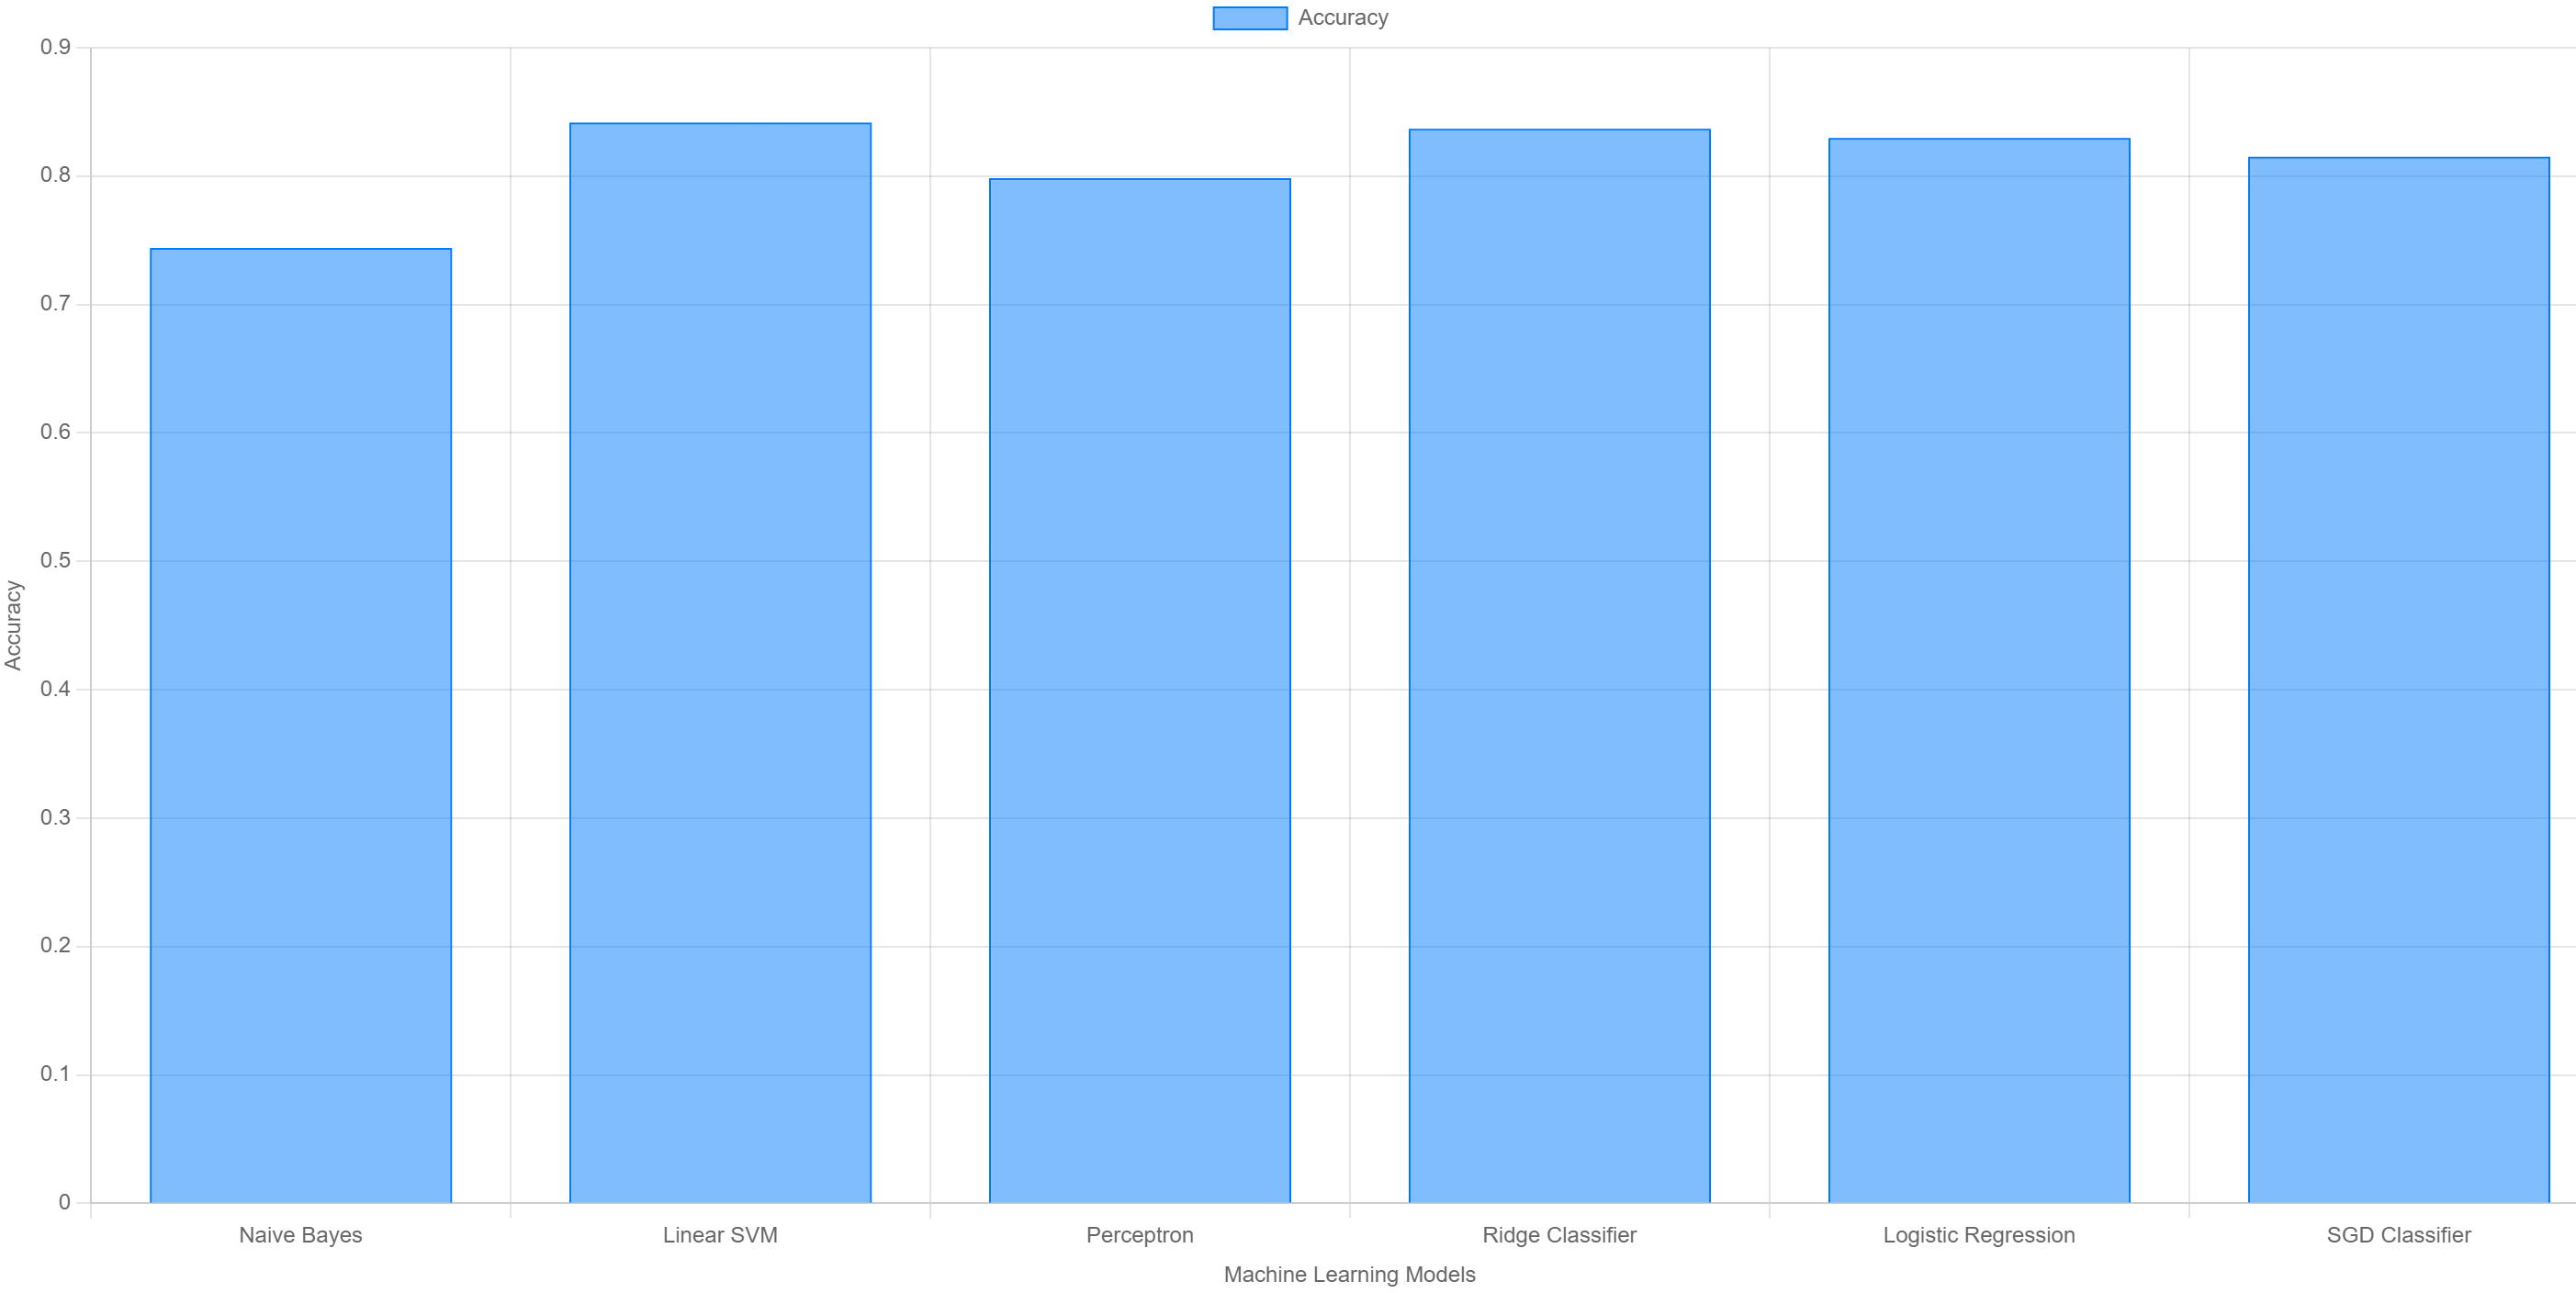 Accuracy
0.9
0.8
0.7
0.6
0.5
0.4
0.3
0.2
0.1
0
Accuracy
Naive Bayes
Linear SVM
Perceptron
Ridge Classifier
Logistic Regression
SGD Classifier
Machine Learning Models